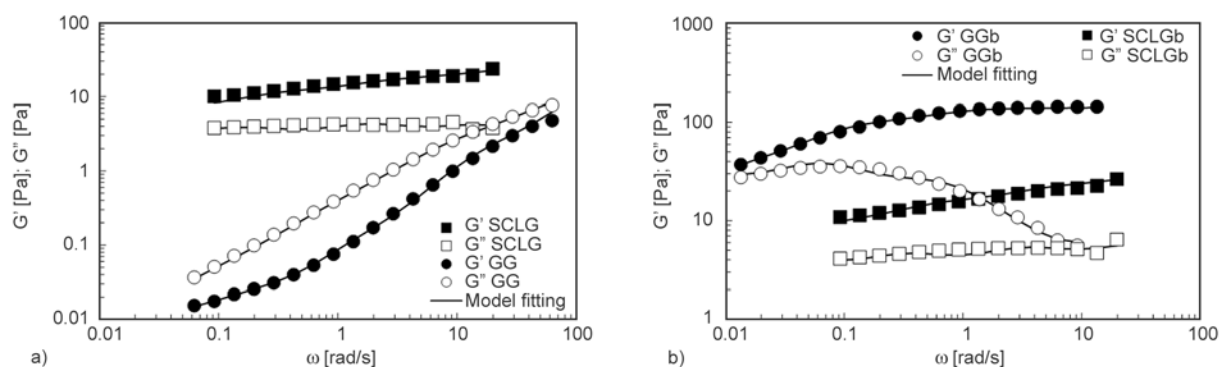 100
10
1
0.1
0.01
G' [Pa]; G" [Pa]
G' SCLG
G" SCLG
G' GG
G" GG
Model fitting
0.01 0.1 1 10 100
ω [rad/s]
a)
1000
100
10
1
G' [Pa]; G" [Pa]
G' GGb G' SCLGb
G" GGb G" SCLGb
Model fitting
0.01 0.1 1 10 100
ω [rad/s]
b)